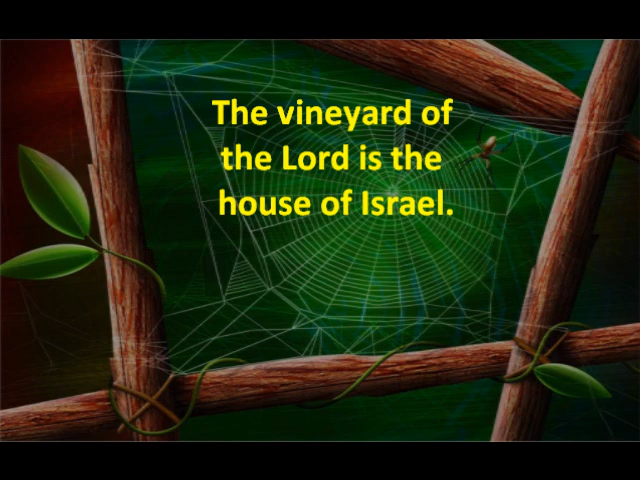 The vineyard of
the Lord is the
house of Israel.